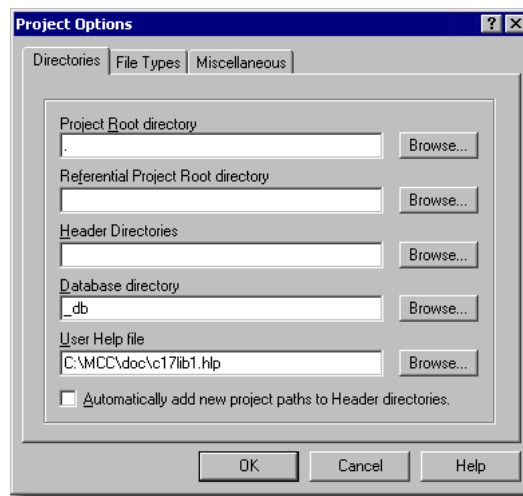 Project Options
Directories File Types Miscellaneous
Project Root directory
.
Browse...
Referential Project Root directory
Browse...
Header Directories
Browse...
Database directory
_db
Browse...
User Help file
C:\MCC\doc\c17lib1.hlp
Browse...
Automatically add new project paths to Header directories.
OK Cancel Help